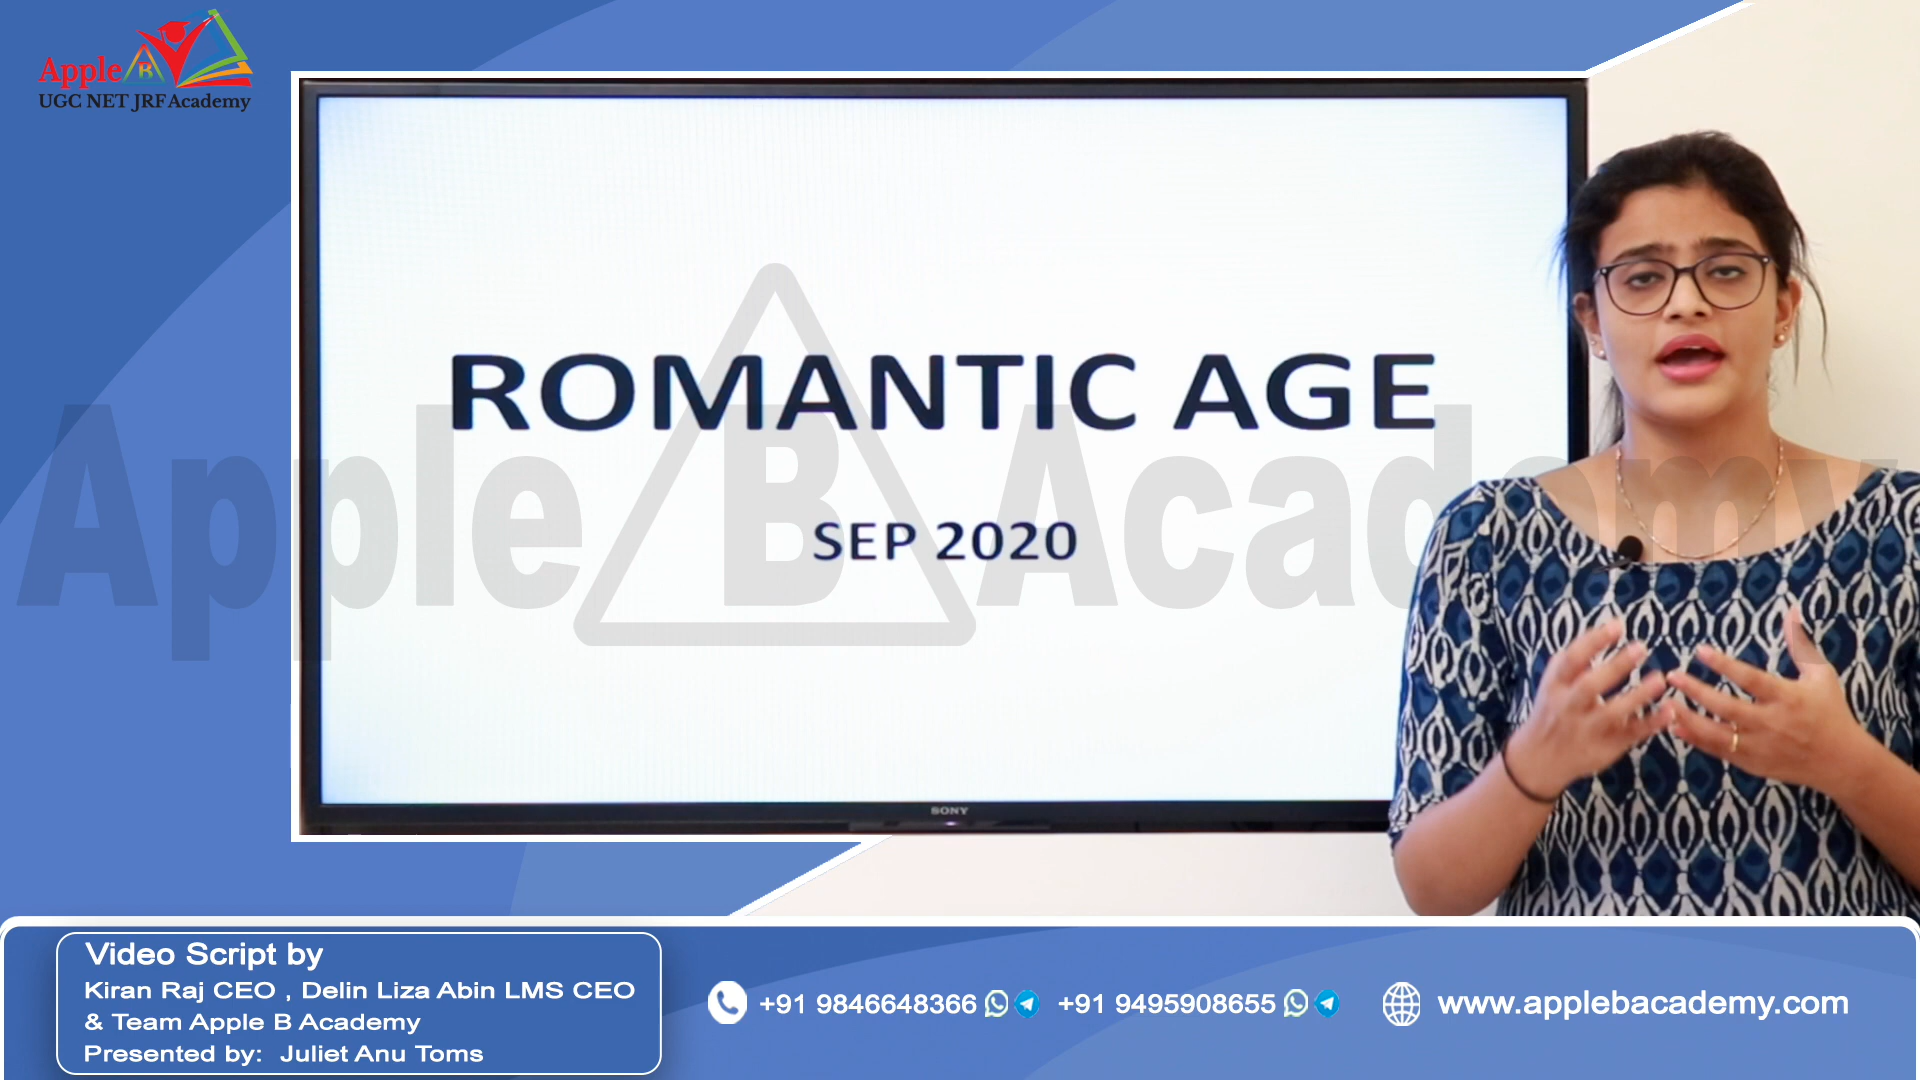 Apple B
UGC NET JRF Academy
ROMANTIC AGE
SEP 2020
SONY
Apple B Academy
Video Script by
Kiran Raj CEO , Delin Liza Abin LMS CEO
& Team Apple B Academy
Presented by: Juliet Anu Toms
+91 9846648366 +91 9495908655 www.applebacademy.com